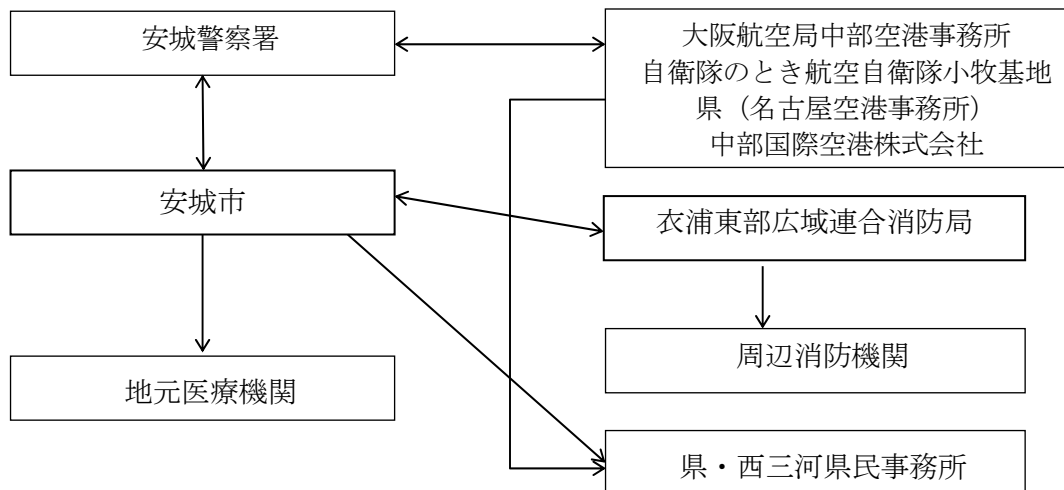 安城警察署
大阪航空局中部空港事務所
自衛隊のとき航空自衛隊小牧基地
県（名古屋空港事務所）
中部国際空港株式会社
安城市
衣浦東部広域連合消防局
周辺消防機関
地元医療機関
県・西三河県民事務所